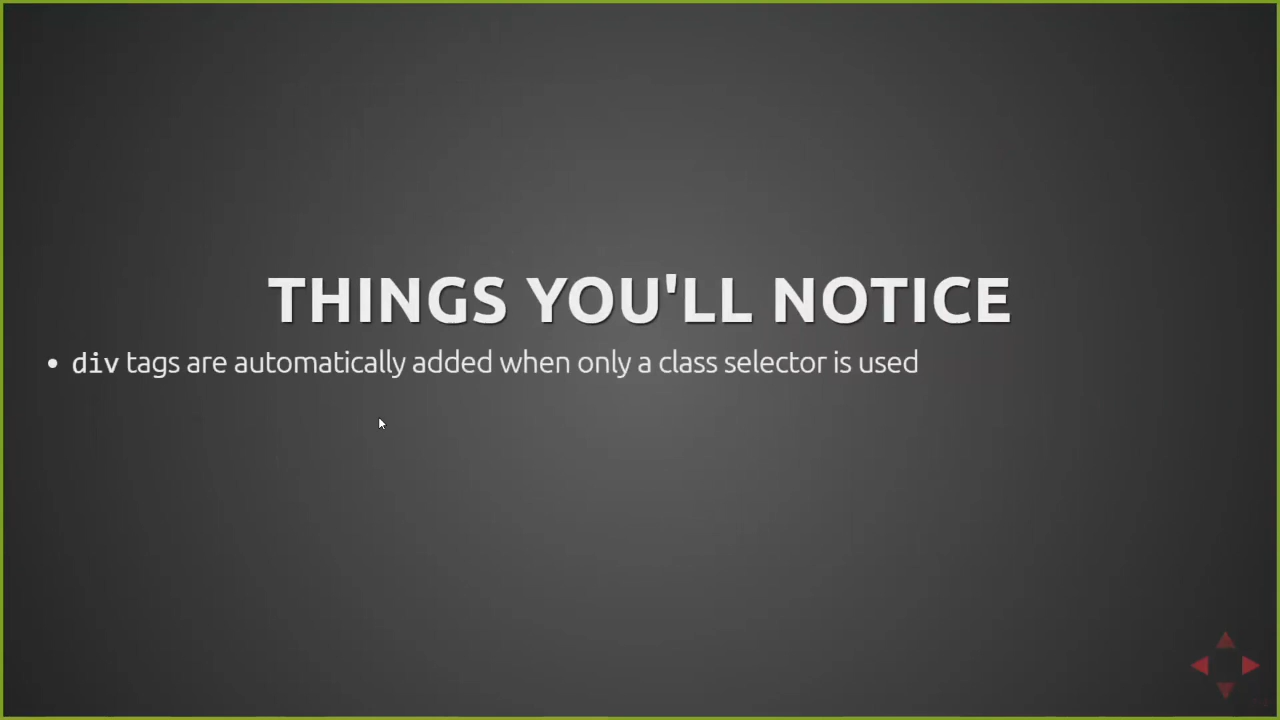 THINGS YOU'LL NOTICE
• div tags are automatically added when only a class selector is used